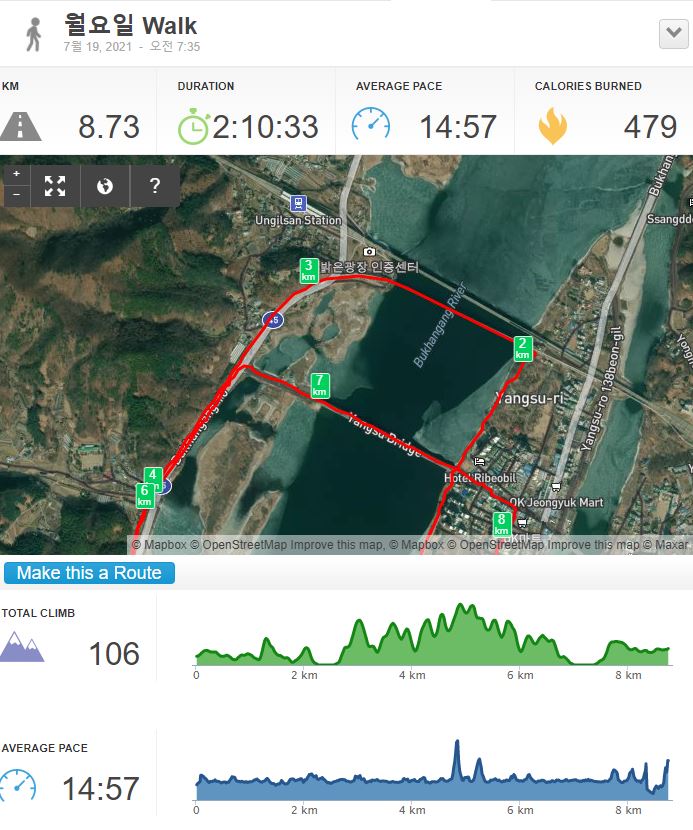 월요일 Walk
7월 19, 2021 - 오전 7:35
KM
8.73
DURATION
2:10:33
AVERAGE PACE
14:57
CALORIES BURNED
479
+
−
?
Ungilsan Station
Bukhan
Ssangddo
3
km
밝은광장 인증센터
45
Bukhangang River
2
km
Yangsu-ro 138beon-gil
Yangsu-ri
7
km
Yangsu Bridge
Hotel Ribeobil
4
6
km
OK Jeongyuk Mart
8
km
© Mapbox © OpenStreetMap Improve this map, © Mapbox © OpenStreetMap Improve this map © Maxar
Make this a Route
TOTAL CLIMB
106
0 2 km 4 km 6 km 8 km
AVERAGE PACE
14:57
0 2 km 4 km 6 km 8 km